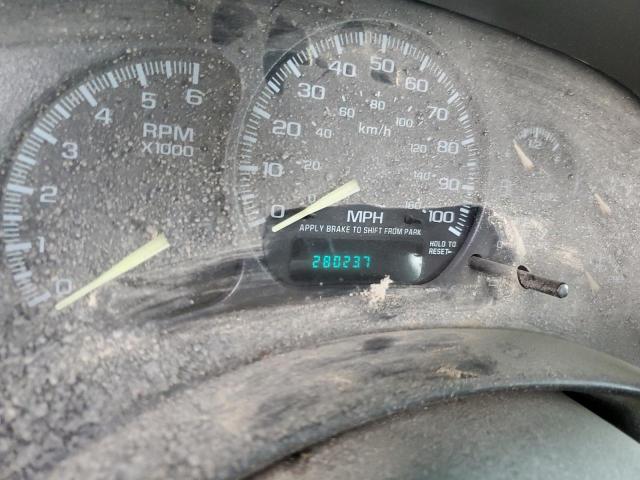 0 1 2 3 4 5 6
RPM
X1000
0 10 20 30 40 50 60 70 80 90 100
0 20 40 60 80 100 120 140 160
km/h
MPH
APPLY BRAKE TO SHIFT FROM PARK
HOLD TO
RESET
280237